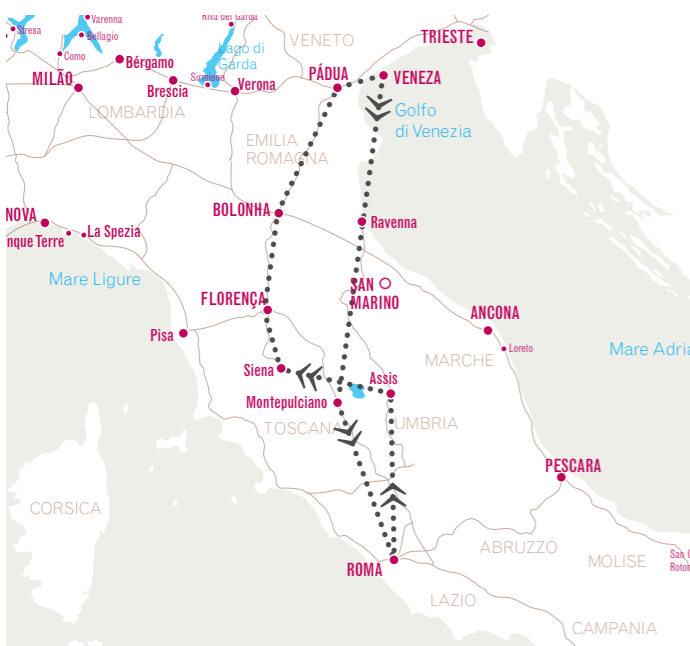 Varenna
Riva del Garda
Stresa
Bellagio
VENETO
TRIESTE
Como
Bérgamo
Lago di
Garda
MILÃO
Sirmione
PÁDUA
VENEZA
Brescia
Verona
LOMBARDIA
Golfo
di Venezia
EMILIA
ROMAGNA
NOVA
BOLONHA
Ravenna
nque Terre
La Spezia
Mare Ligure
SAN
MARINO
FLORENÇA
ANCONA
Pisa
Loreto
Mare Adria
MARCHE
Siena
Assis
Montepulciano
TOSCANA
UMBRIA
PESCARA
CORSICA
ABRUZZO
MOLISE
San G
Roton
ROMA
LAZIO
CAMPANIA